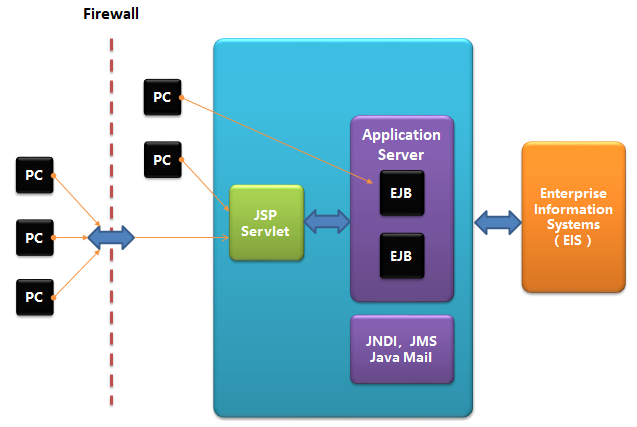 Firewall
PC
PC
PC
PC
PC
JSP
Servlet
Application
Server
EJB
EJB
JNDI，JMS
Java Mail
Enterprise
Information
Systems
（EIS）